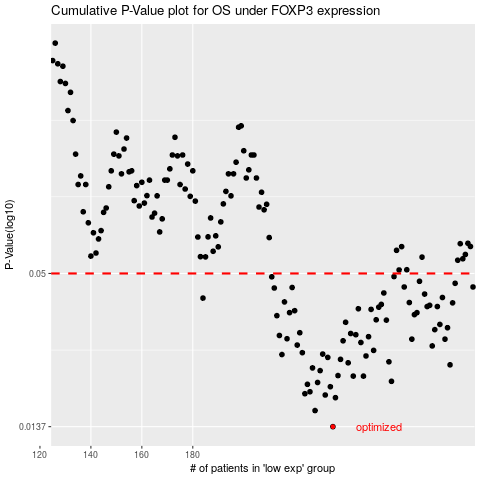 Cumulative P-Value plot for OS under FOXP3 expression
P-Value(log10)
0.05
0.0137
optimized
120 140 160 180
# of patients in 'low exp' group